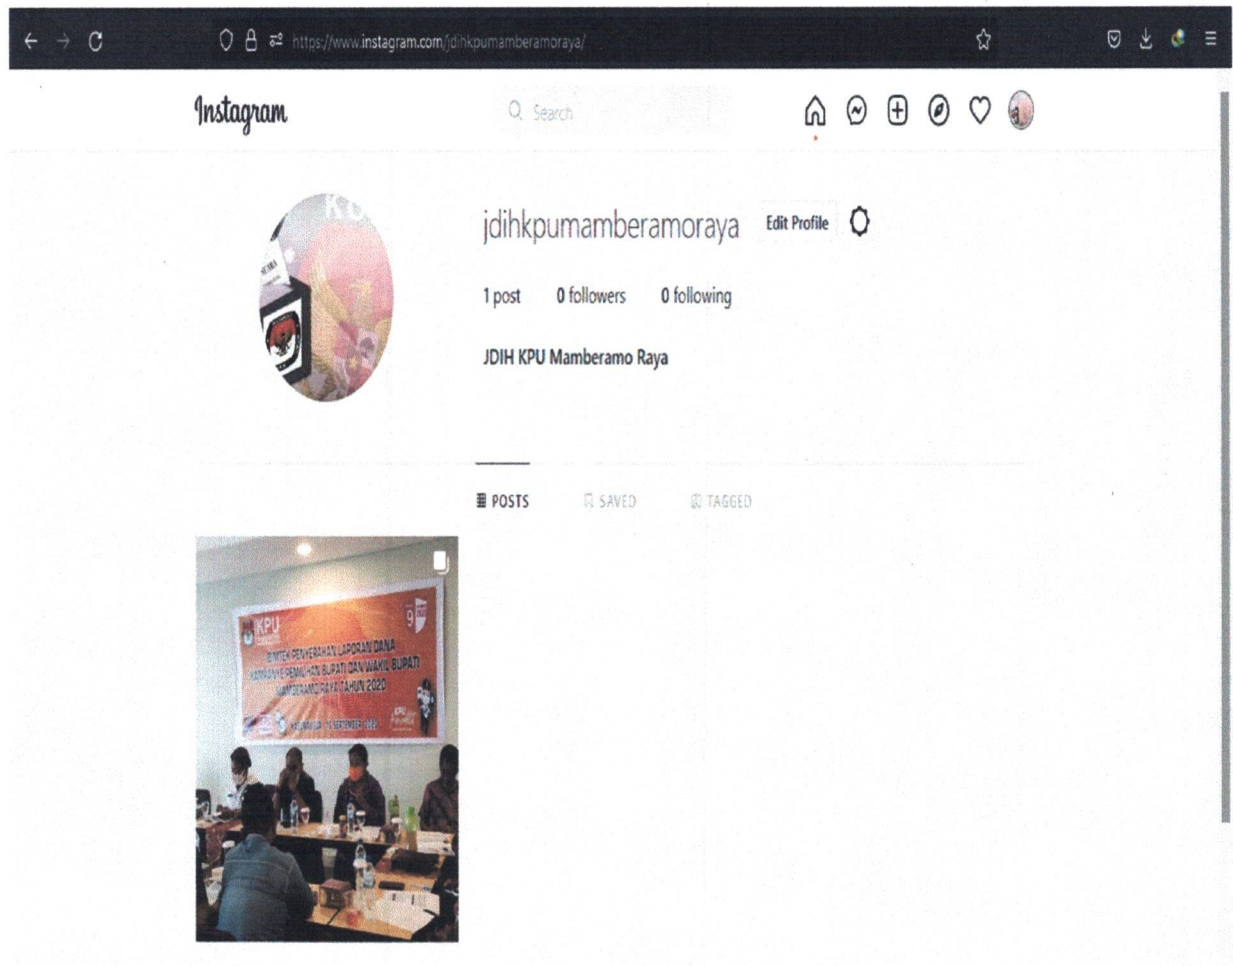 https://www.instagram.com/jdihkpumamberamoraya/
Instagram
Search
jdihkpumamberamoraya Edit Profile
1 post 0 followers 0 following
JDIH KPU Mamberamo Raya
POSTS SAVED TAGGED
KPU
BIMTEK PENYERAHAN LAPORAN DANA
KAMPANYE PEMILIHAN BUPATI DAN WAKIL BUPATI
MAMBERAMO RAYA TAHUN 2020
SEPTEMBER
KPU